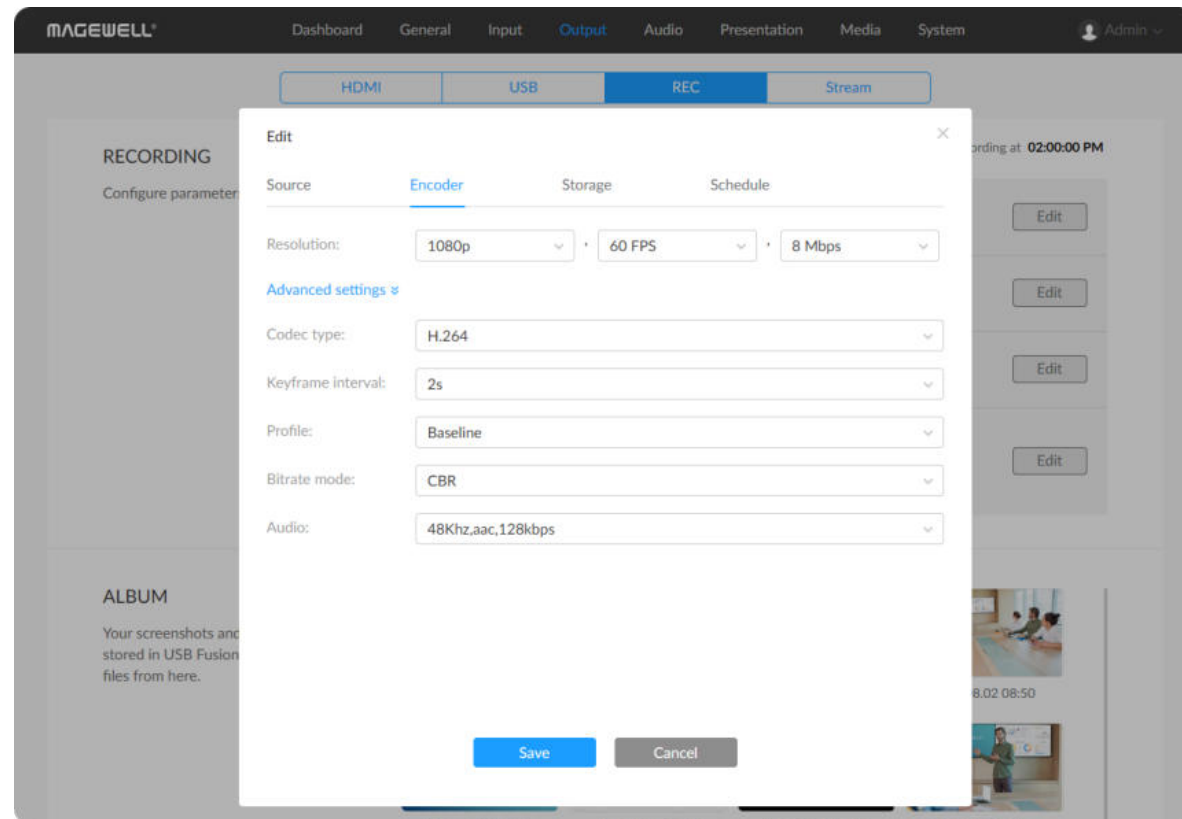 MAGEWELL®
Dashboard General Input Output Audio Presentation Media System Admin
HDMI USB REC Stream
Edit
RECORDING
ording at 02:00:00 PM
Configure parameter
Source Encoder Storage Schedule
Edit
Resolution: 1080p , 60 FPS , 8 Mbps
Advanced settings
Edit
Codec type: H.264
Keyframe interval: 2s
Edit
Profile: Baseline
Edit
Bitrate mode: CBR
Audio: 48Khz,aac,128kbps
ALBUM
Your screenshots and
stored in USB Fusion
files from here.
8.02 08:50
Save Cancel